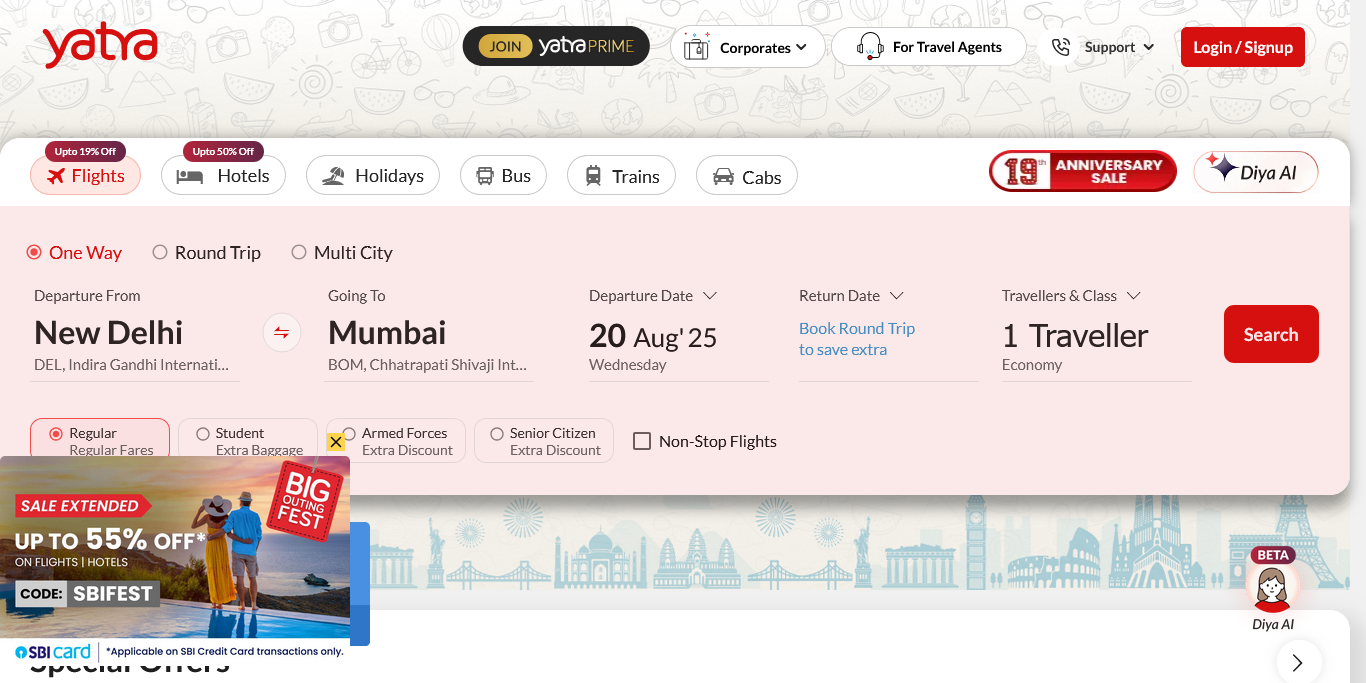 yatra
JOIN yatra PRIME
Corporates
For Travel Agents
Support
Login / Signup
Upto 19% Off
Upto 50% Off
Flights
Hotels
Holidays
Bus
Trains
Cabs
19th ANNIVERSARY SALE
Diya AI
One Way
Round Trip
Multi City
Departure From
Going To
Departure Date
Return Date
Travellers & Class
New Delhi
Mumbai
20 Aug' 25
Book Round Trip
to save extra
1 Traveller
Search
DEL, Indira Gandhi Internati...
BOM, Chhatrapati Shivaji Int...
Wednesday
Economy
Regular
Regular Fares
Student
Extra Baggage
Armed Forces
Extra Discount
Senior Citizen
Extra Discount
Non-Stop Flights
BIG
OUTING
FEST
SALE EXTENDED
UP TO 55% OFF*
ON FLIGHTS | HOTELS
CODE: SBIFEST
SBI card
*Applicable on SBI Credit Card transactions only.
BETA
Diya AI
Special Offers